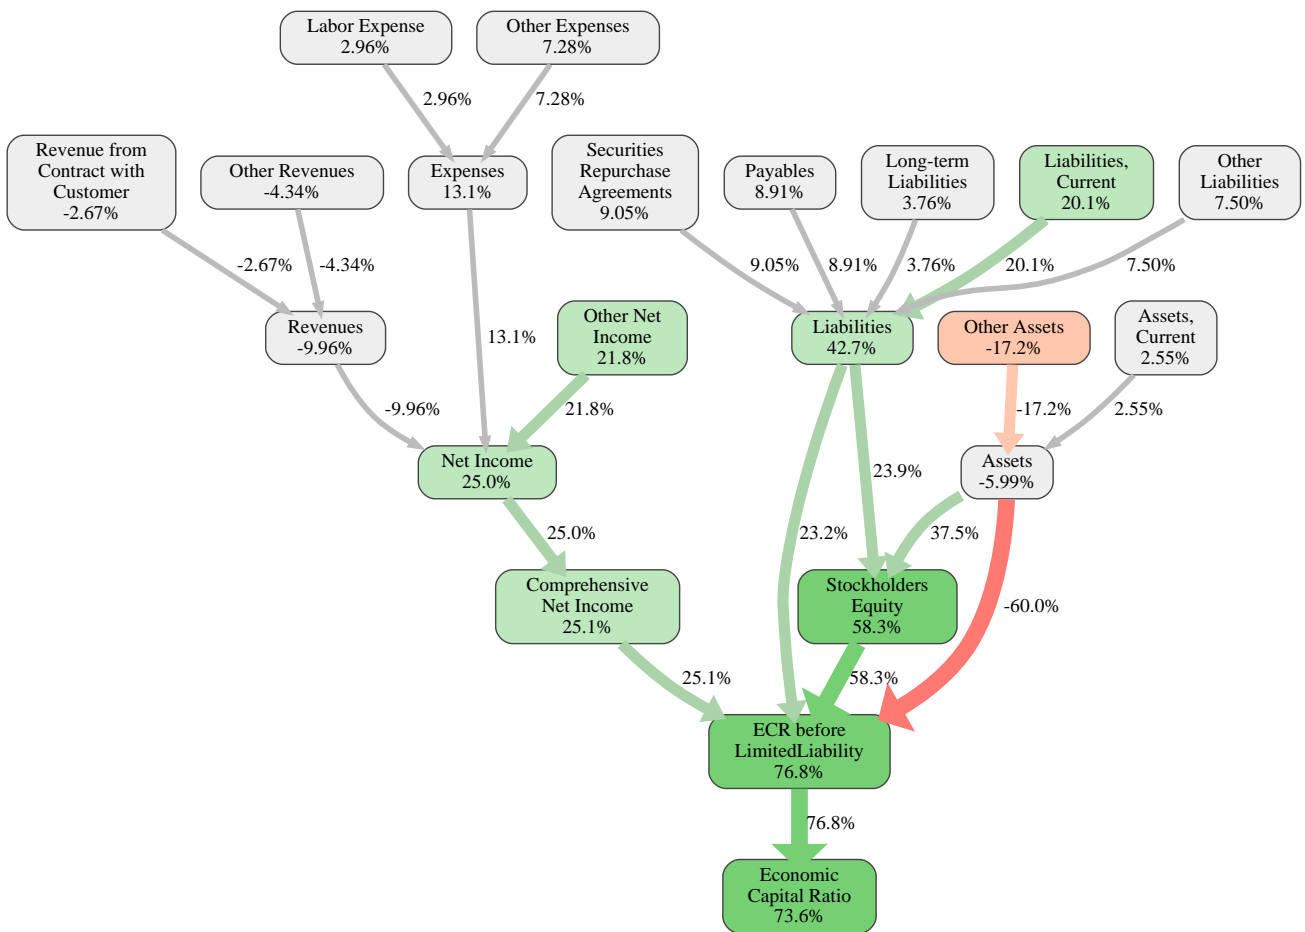 Labor Expense
2.96%
Other Expenses
7.28%
2.96%
7.28%
Revenue from
Contract with
Customer
-2.67%
Other Revenues
-4.34%
Expenses
13.1%
Securities
Repurchase
Agreements
9.05%
Payables
8.91%
Long-term
Liabilities
3.76%
Liabilities,
Current
20.1%
Other
Liabilities
7.50%
-2.67%
-4.34%
9.05%
8.91%
3.76%
20.1%
7.50%
Revenues
-9.96%
13.1%
Other Net
Income
21.8%
Liabilities
42.7%
Other Assets
-17.2%
Assets,
Current
2.55%
-9.96%
21.8%
-17.2%
2.55%
Net Income
25.0%
23.9%
Assets
-5.99%
25.0%
23.2%
37.5%
Comprehensive
Net Income
25.1%
Stockholders
Equity
58.3%
-60.0%
25.1%
58.3%
ECR before
LimitedLiability
76.8%
76.8%
Economic
Capital Ratio
73.6%